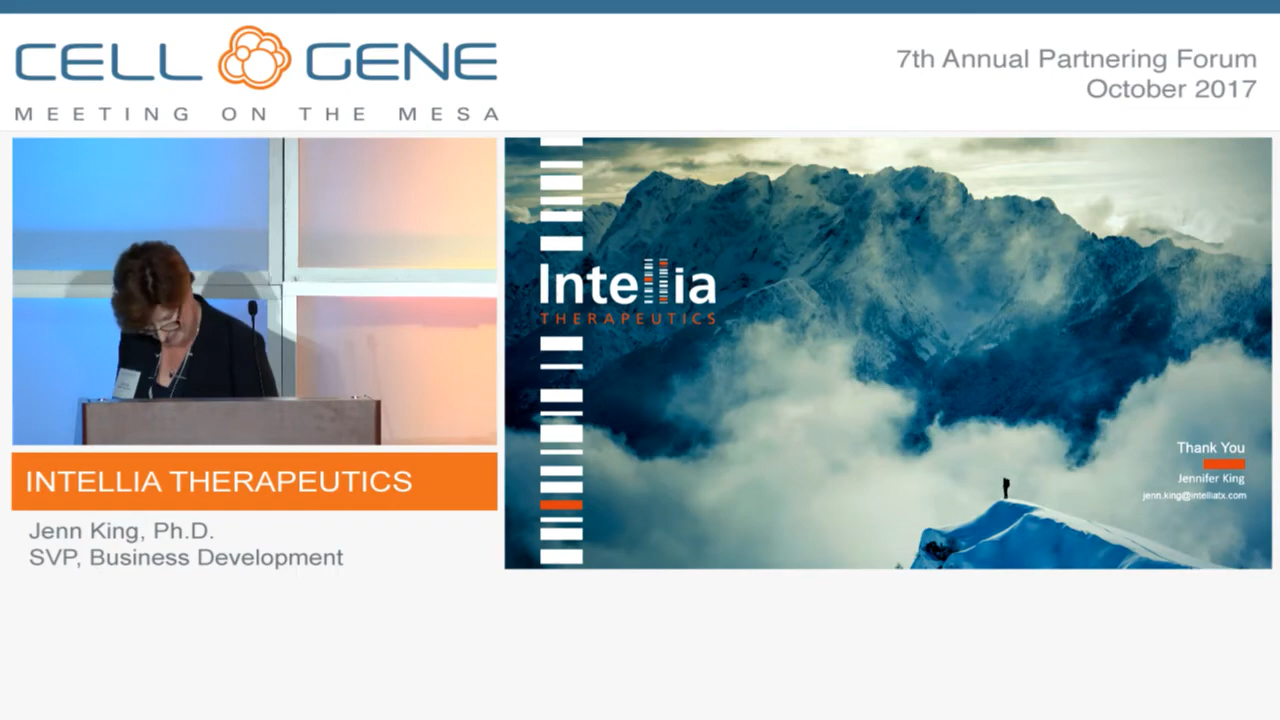 CELL GENE
MEETING ON THE MESA
7th Annual Partnering Forum
October 2017
Intellia
THERAPEUTICS
Thank You
Jennifer King
jenn.king@intelliatx.com
INTELLIA THERAPEUTICS
Jenn King, Ph.D.
SVP, Business Development